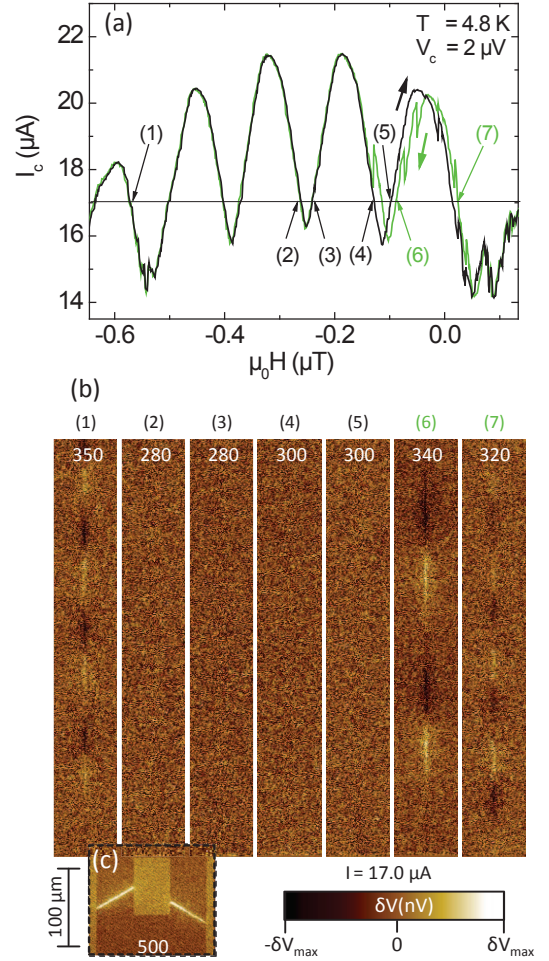 (a)
T = 4.8 K
V_c = 2 μV
22
20
18
16
14
I_c (μA)
(1)
(2)
(3)
(4)
(5)
(6)
(7)
-0.6
-0.4
-0.2
0.0
μ₀H (μT)
(b)
(1) (2) (3) (4) (5) (6) (7)
350 280 280 300 300 340 320
(c)
100 μm
500
I = 17.0 μA
δV(nV)
-δV_max 0 δV_max